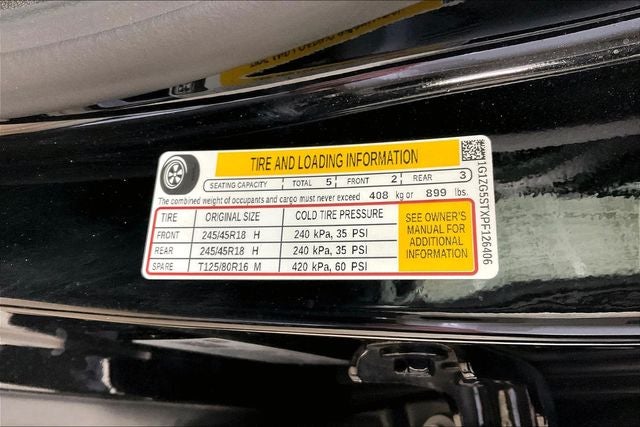 TIRE AND LOADING INFORMATION
SEATING CAPACITY TOTAL 5 FRONT 2 REAR 3
The combined weight of occupants and cargo must never exceed 408 kg or 899 lbs.
TIRE ORIGINAL SIZE COLD TIRE PRESSURE
FRONT 245/45R18 H 240 kPa, 35 PSI
REAR 245/45R18 H 240 kPa, 35 PSI
SPARE T125/80R16 M 420 kPa, 60 PSI
SEE OWNER'S
MANUAL FOR
ADDITIONAL
INFORMATION
1G1ZG5STXPF126406